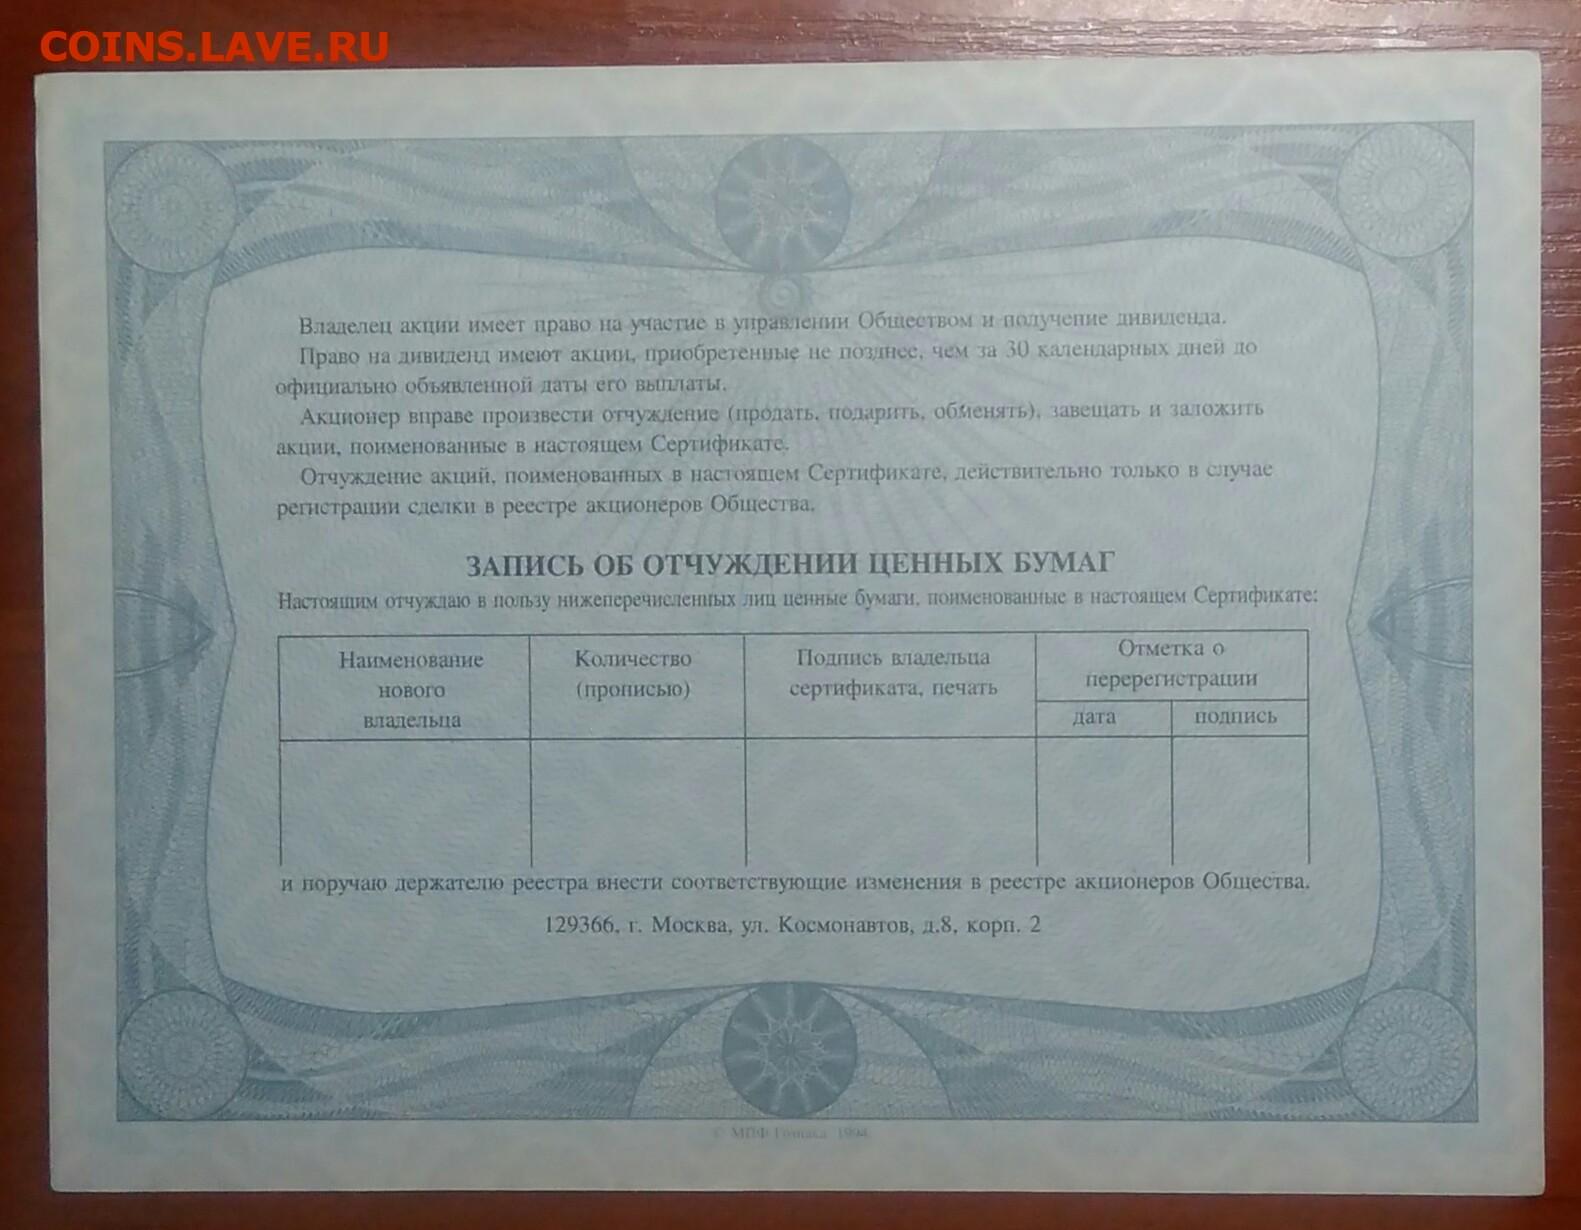 COINS.LAVE.RU
Владелец акции имеет право на участие в управлении Обществом и получение дивиденда.
Право на дивиденд имеют акции, приобретенные не позднее, чем за 30 календарных дней до
официально объявленной даты его выплаты.
Акционер вправе произвести отчуждение (продать, подарить, обменять), завещать и заложить
акции, поименованные в настоящем Сертификате.
Отчуждение акций, поименованных в настоящем Сертификате, действительно только в случае
регистрации сделки в реестре акционеров Общества.
ЗАПИСЬ ОБ ОТЧУЖДЕНИИ ЦЕННЫХ БУМАГ
Настоящим отчуждаю в пользу нижеперечисленных лиц ценные бумаги, поименованные в настоящем Сертификате:
Наименование
нового
владельца
Количество
(прописью)
Подпись владельца
сертификата, печать
Отметка о
перерегистрации
дата
подпись
и поручаю держателю реестра внести соответствующие изменения в реестре акционеров Общества.
129366, г. Москва, ул. Космонавтов, д.8, корп. 2
© МПФ Гознака. 1994